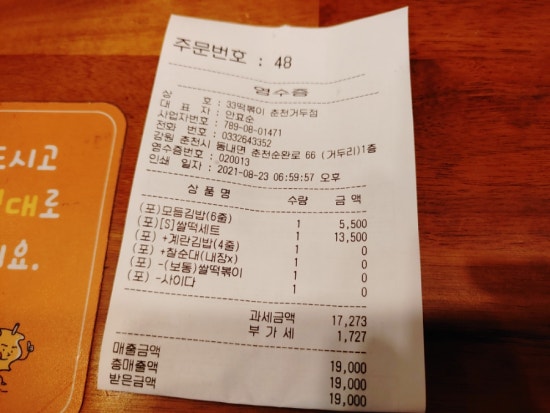 주문번호 : 48
영수증
상 호 : 33떡볶이 춘천거두점
대 표 자 : 안효순
사업자번호 : 789-08-01471
전화 번호 : 0332643352
강원 춘천시 동내면 춘천순환로 66 (거두리)1층
영수증번호 : 020013
인쇄 일자 : 2021-08-23 06:59:57 오후
상 품 명 수량 금 액
(포)모듬김밥(6줄) 1 5,500
(포)[S]쌀떡세트 1 13,500
(포) +계란김밥(4줄) 1 0
(포) +찰순대(내장x) 1 0
(포) -(보통)쌀떡볶이 1 0
(포) -사이다 1 0
과세금액 17,273
부 가 세 1,727
매출금액 19,000
총매출액 19,000
받은금액 19,000
드시고
대로
요.